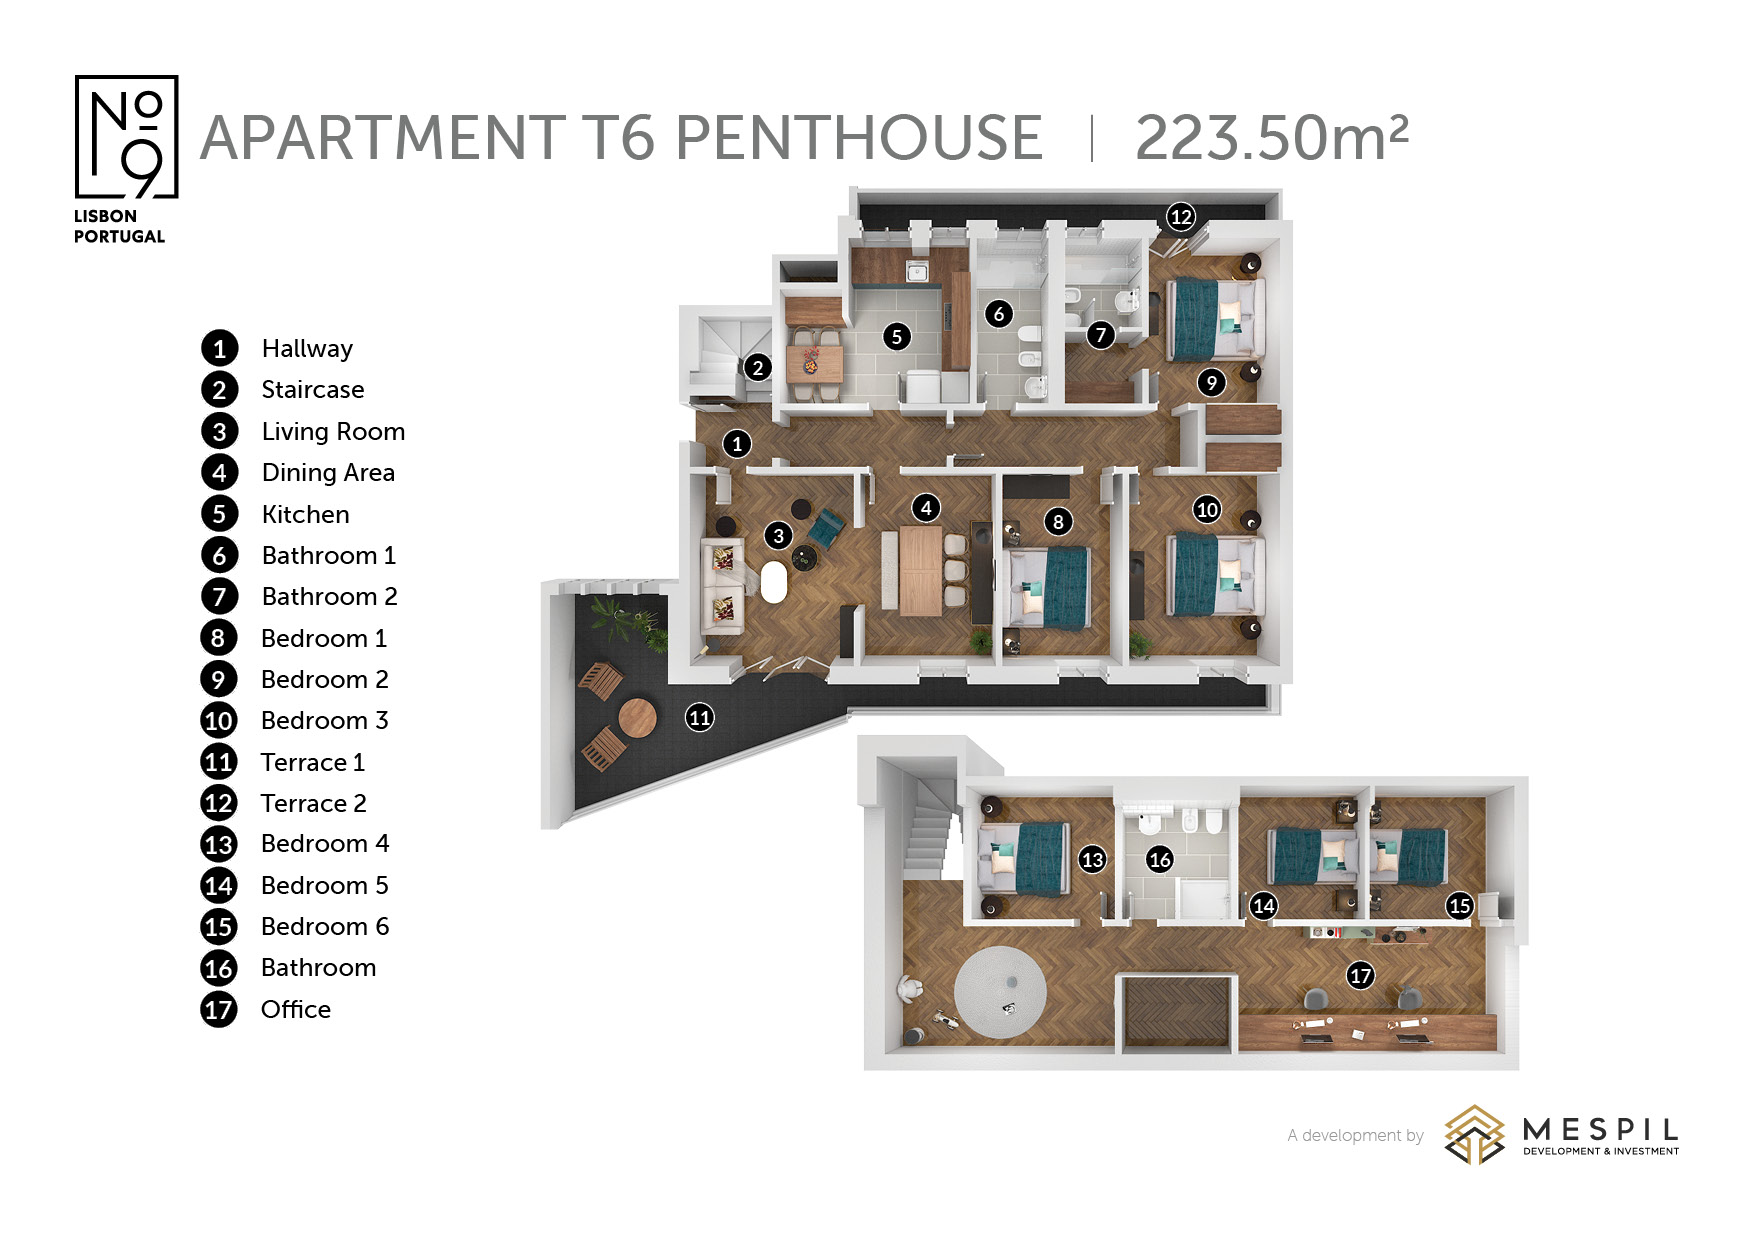 Nº
9
LISBON
PORTUGAL
APARTMENT T6 PENTHOUSE | 223.50m²
1 Hallway
2 Staircase
3 Living Room
4 Dining Area
5 Kitchen
6 Bathroom 1
7 Bathroom 2
8 Bedroom 1
9 Bedroom 2
10 Bedroom 3
11 Terrace 1
12 Terrace 2
13 Bedroom 4
14 Bedroom 5
15 Bedroom 6
16 Bathroom
17 Office
12
6
5
7
2
9
1
4
10
8
3
11
13
16
14
15
17
A development by
MESPIL
DEVELOPMENT & INVESTMENT